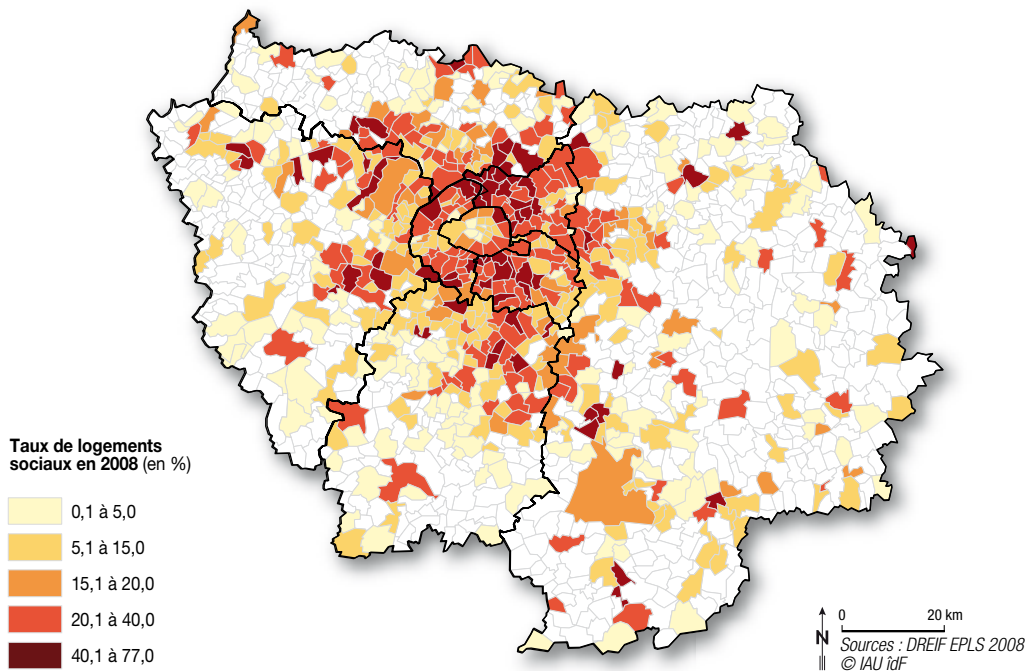 Taux de logements
sociaux en 2008 (en %)
0,1 à 5,0
5,1 à 15,0
15,1 à 20,0
20,1 à 40,0
40,1 à 77,0
0 20 km
N
Sources : DREIF EPLS 2008
© IAU îdF